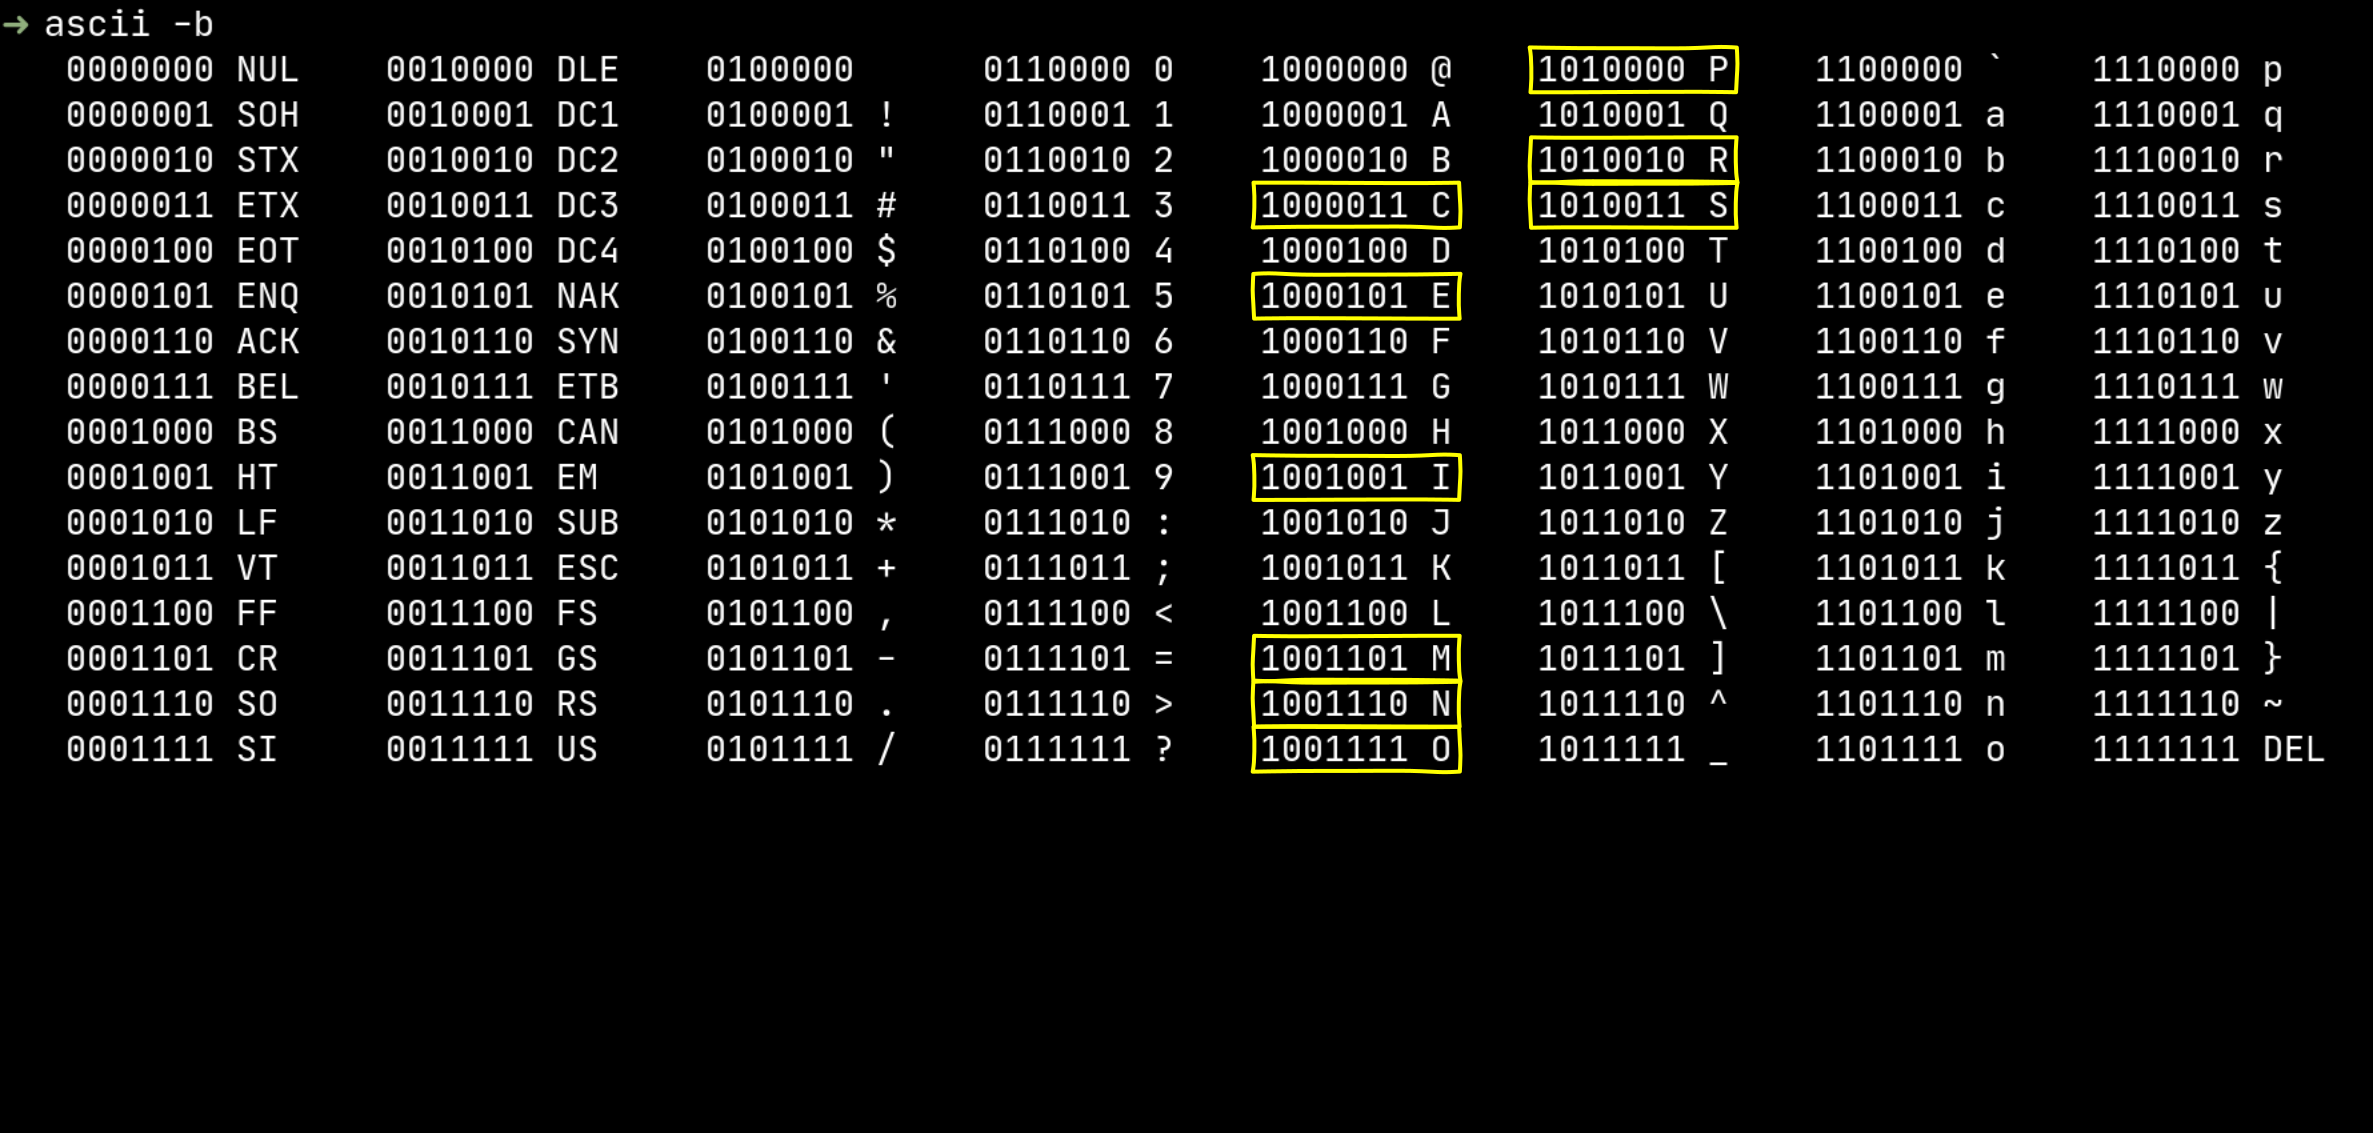 ➜ ascii -b
0000000 NUL 0010000 DLE 0100000 0110000 0 1000000 @ 1010000 P 1100000 ` 1110000 p
0000001 SOH 0010001 DC1 0100001 ! 0110001 1 1000001 A 1010001 Q 1100001 a 1110001 q
0000010 STX 0010010 DC2 0100010 " 0110010 2 1000010 B 1010010 R 1100010 b 1110010 r
0000011 ETX 0010011 DC3 0100011 # 0110011 3 1000011 C 1010011 S 1100011 c 1110011 s
0000100 EOT 0010100 DC4 0100100 $ 0110100 4 1000100 D 1010100 T 1100100 d 1110100 t
0000101 ENQ 0010101 NAK 0100101 % 0110101 5 1000101 E 1010101 U 1100101 e 1110101 u
0000110 ACK 0010110 SYN 0100110 & 0110110 6 1000110 F 1010110 V 1100110 f 1110110 v
0000111 BEL 0010111 ETB 0100111 ' 0110111 7 1000111 G 1010111 W 1100111 g 1110111 w
0001000 BS 0011000 CAN 0101000 ( 0111000 8 1001000 H 1011000 X 1101000 h 1111000 x
0001001 HT 0011001 EM 0101001 ) 0111001 9 1001001 I 1011001 Y 1101001 i 1111001 y
0001010 LF 0011010 SUB 0101010 * 0111010 : 1001010 J 1011010 Z 1101010 j 1111010 z
0001011 VT 0011011 ESC 0101011 + 0111011 ; 1001011 K 1011011 [ 1101011 k 1111011 {
0001100 FF 0011100 FS 0101100 , 0111100 < 1001100 L 1011100 \ 1101100 l 1111100 |
0001101 CR 0011101 GS 0101101 - 0111101 = 1001101 M 1011101 ] 1101101 m 1111101 }
0001110 SO 0011110 RS 0101110 . 0111110 > 1001110 N 1011110 ^ 1101110 n 1111110 ~
0001111 SI 0011111 US 0101111 / 0111111 ? 1001111 O 1011111 _ 1101111 o 1111111 DEL